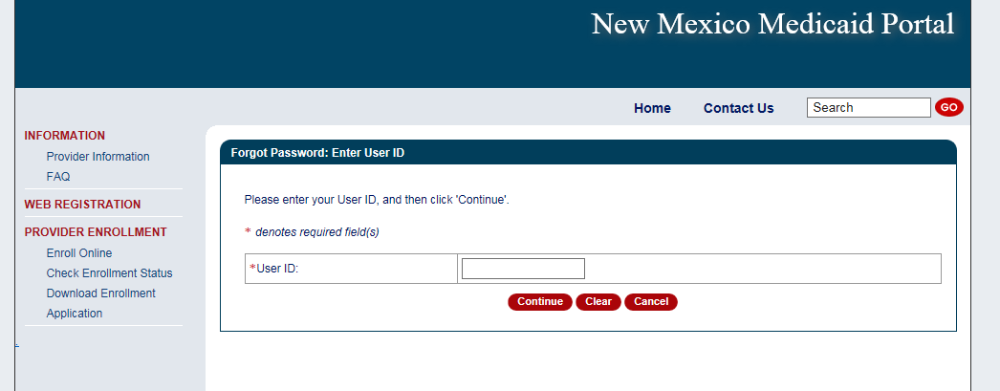 New Mexico Medicaid Portal
Home Contact Us Search GO
INFORMATION
Provider Information
FAQ
WEB REGISTRATION
PROVIDER ENROLLMENT
Enroll Online
Check Enrollment Status
Download Enrollment
Application
Forgot Password: Enter User ID
Please enter your User ID, and then click 'Continue'.
* denotes required field(s)
*User ID:
Continue Clear Cancel